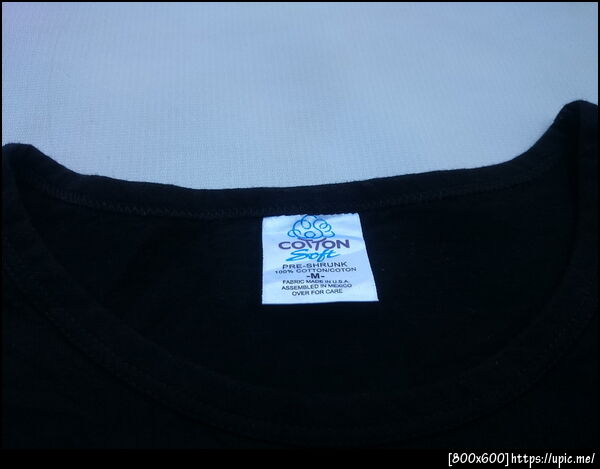 COTTON
Soft
PRE-SHRUNK
100% COTTON/COTON
-M-
FABRIC MADE IN U.S.A.
ASSEMBLED IN MEXICO
OVER FOR CARE
[800x600]https://upic.me/